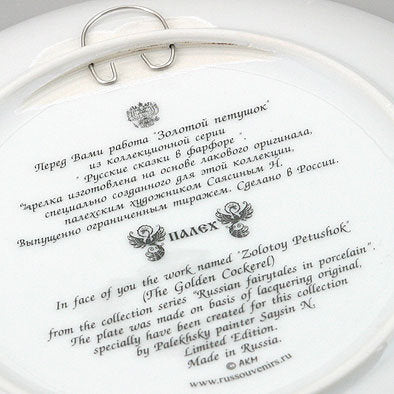 Перед Вами работа "Золотой петушок"
из коллекционной серии
" Русские сказки в фарфоре ".
Тарелка изготовлена на основе лакового оригинала,
специально созданного для этой коллекции
палехским художником Саясиным Н.
Выпущенно ограниченным тиражем. Сделано в России.
ПАЛЕХ
In face of you the work named "Zolotoy Petushok"
(The Golden Cockerel)
from the collection series "Russian fairytales in porcelain".
The plate was made on basis of lacquering original,
specially have been created for this collection
by Palekhsky painter Saysin N.
Limited Edition.
Made in Russia.
© АКМ
www.russouvenirs.ru